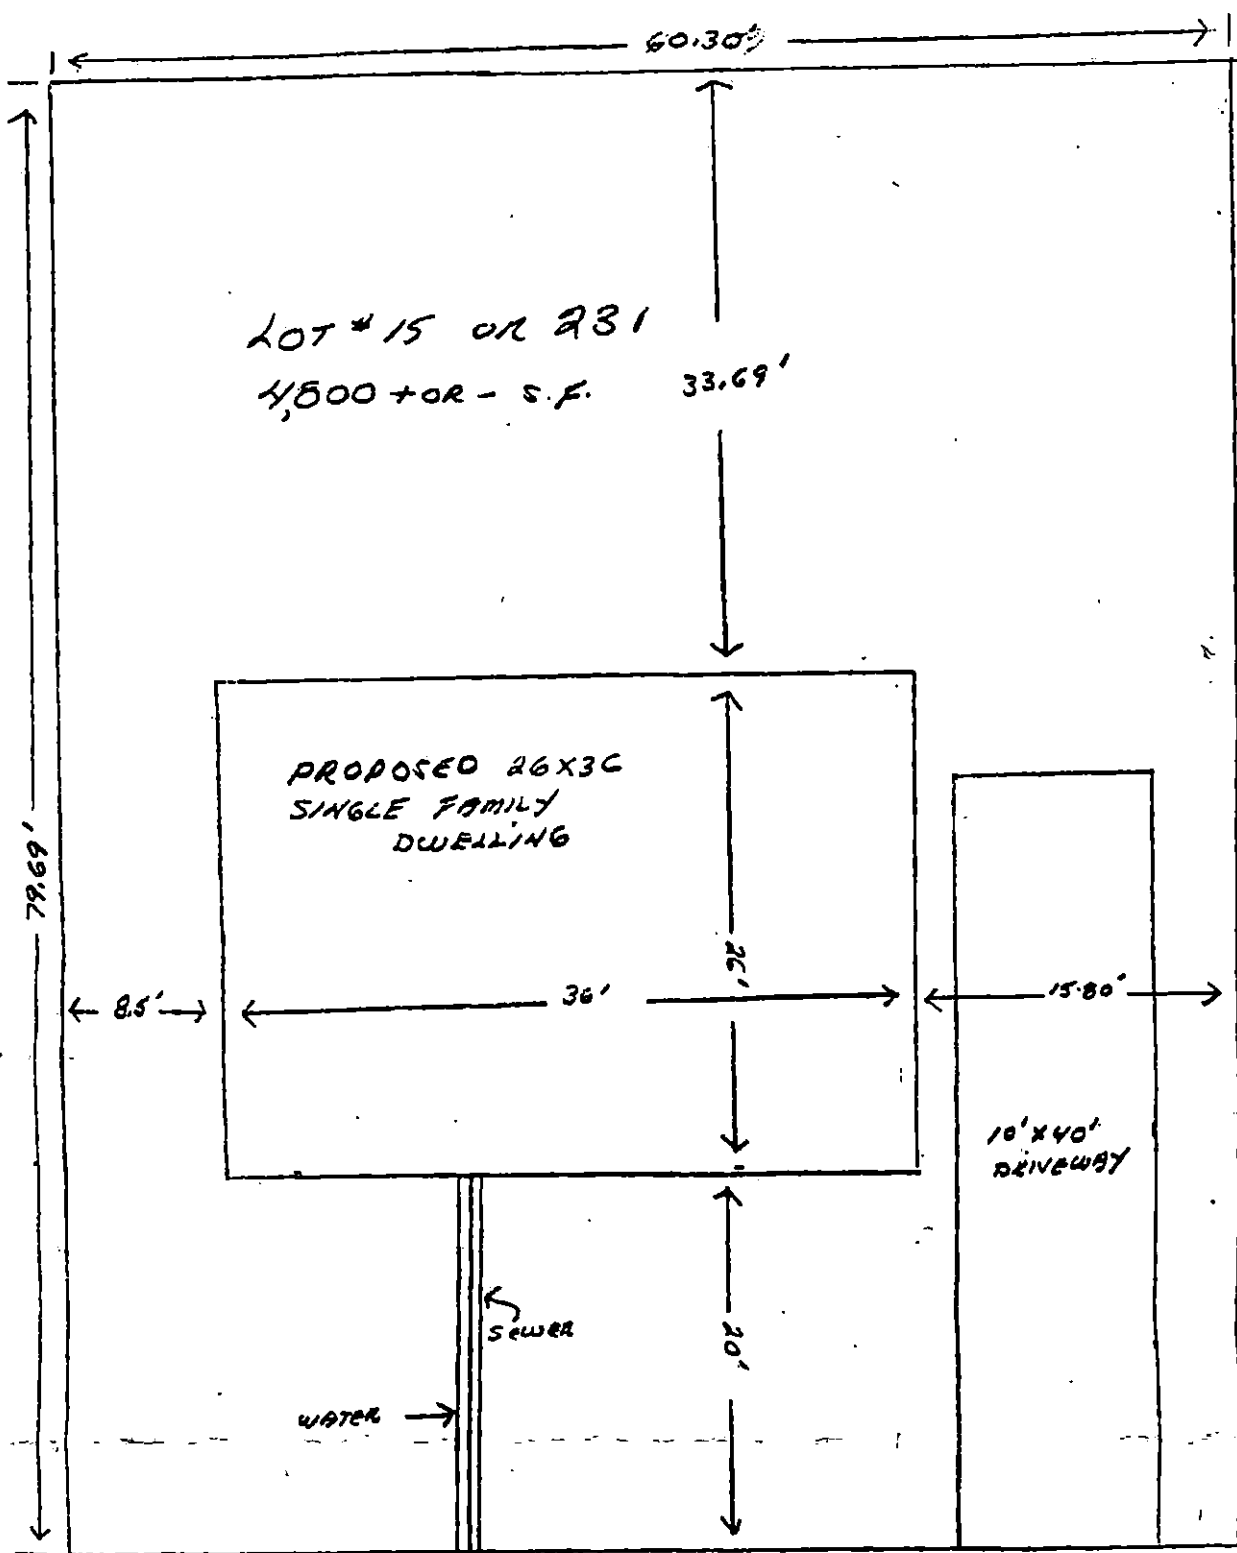 60.30'
LOT # 15 OR 231
4,800 + OR - S.F.
33.69'
79.69'
PROPOSED 26X36
SINGLE FAMILY
DWELLING
26'
8.5'
36'
15.80'
10' X 40'
DRIVEWAY
SEWER
20'
WATER